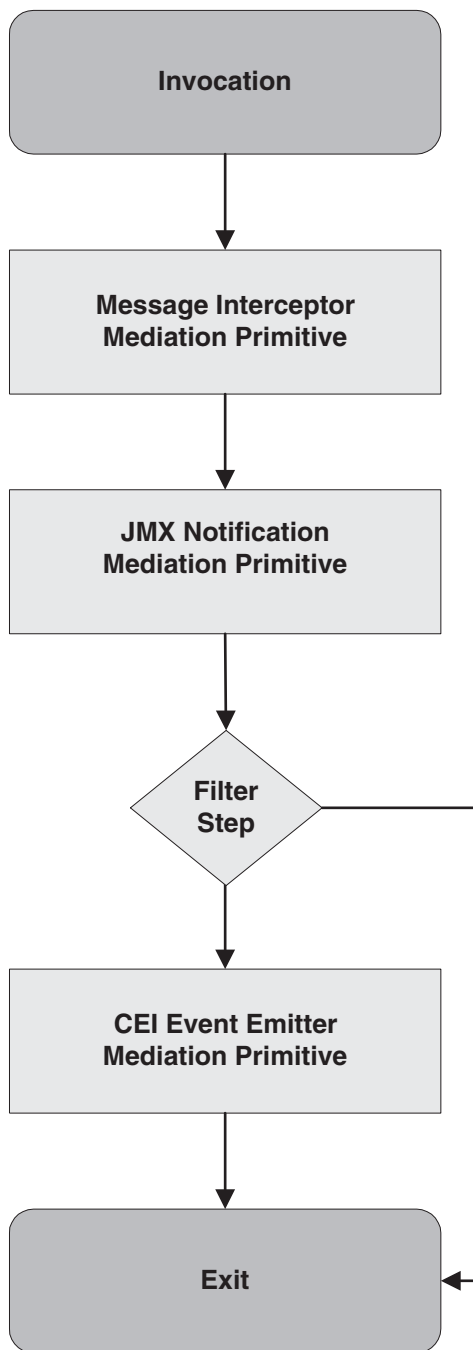 Invocation
Message Interceptor
Mediation Primitive
JMX Notification
Mediation Primitive
Filter
Step
CEI Event Emitter
Mediation Primitive
Exit